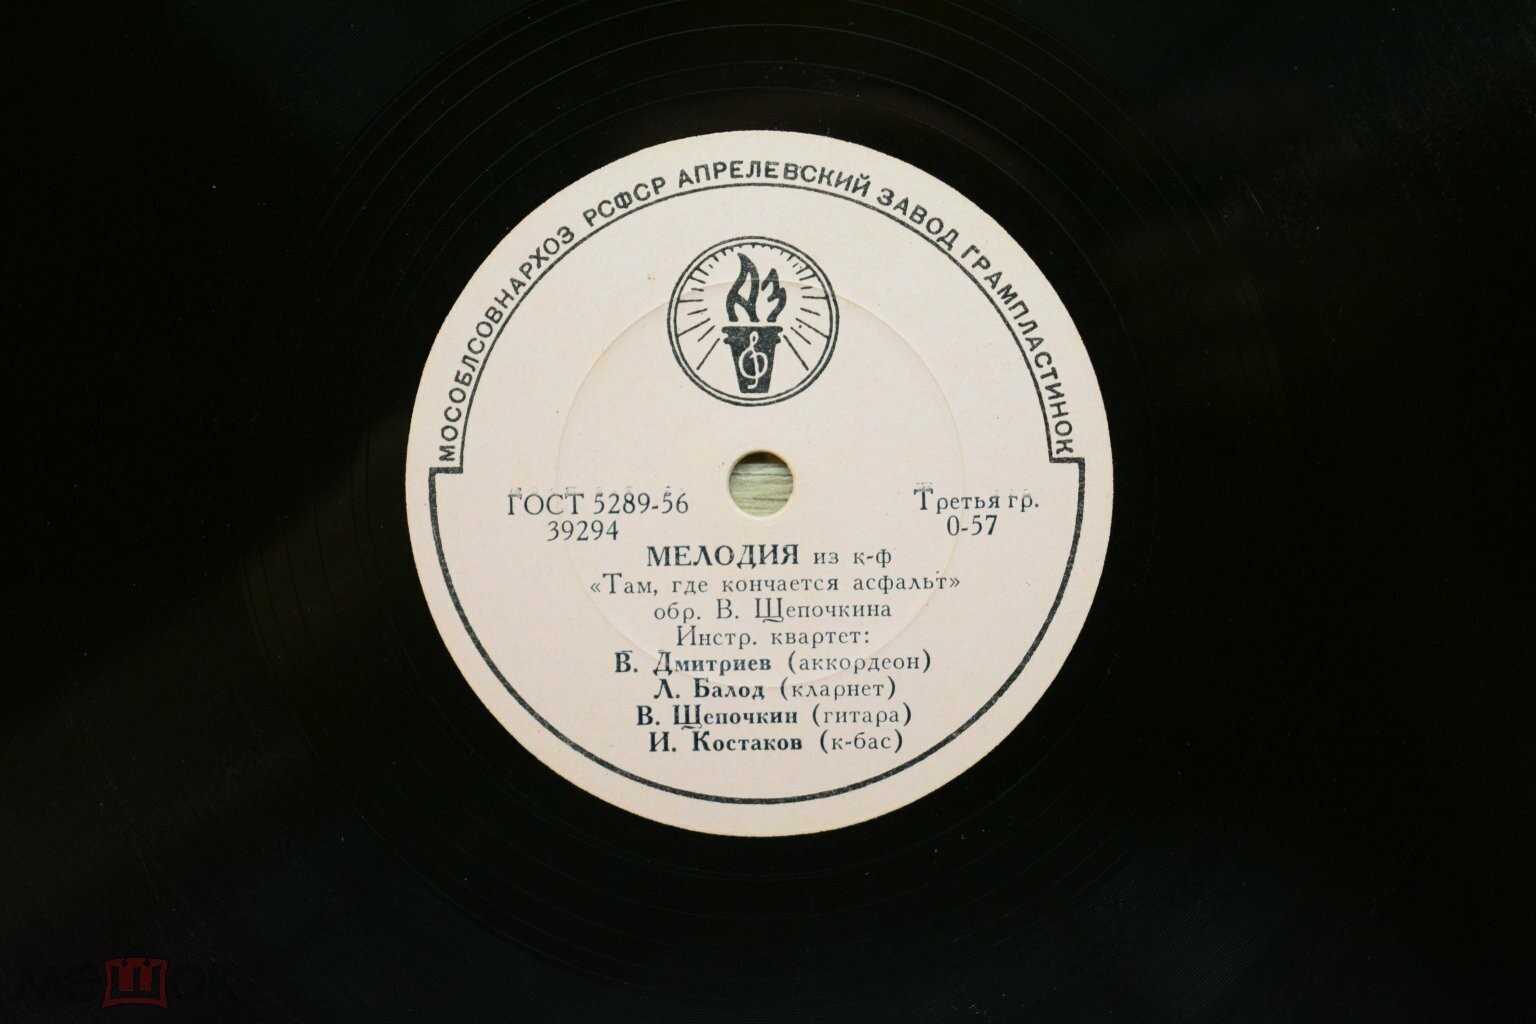 МОСОБЛСОВНАРХОЗ РСФСР АПРЕЛЕВСКИЙ ЗАВОД ГРАМПЛАСТИНОК
АЗ
ГОСТ 5289-56
39294
Третья гр.
0-57
МЕЛОДИЯ из к-ф
«Там, где кончается асфальт»
обр. В. Щепочкина
Инстр. квартет:
В. Дмитриев (аккордеон)
Л. Балод (кларнет)
В. Щепочкин (гитара)
И. Костаков (к-бас)
мешок